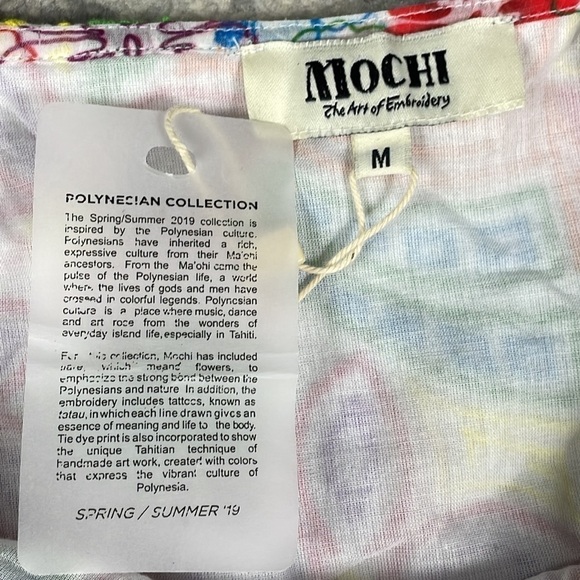 MOCHI
The Art of Embroidery
M
POLYNESIAN COLLECTION
The Spring/Summer 2019 collection is
inspired by the Polynesian culture.
Polynesians have inherited a rich,
expressive culture from their Ma'ohi
ancestors. From the Ma'ohi came the
pulse of the Polynesian life, a world
where the lives of gods and men have
crossed in colorful legends. Polynesian
culture is a place where music, dance
and art rose from the wonders of
everyday island life, especially in Tahiti.
For this collection, Mochi has included
which means flowers, to
emphasize the strong bond between the
Polynesians and nature In addition, the
embroidery includes tattoos, known as
tatau, in which each line drawn gives an
essence of meaning and life to the body.
Tie dye print is also incorporated to show
the unique Tahitian technique of
handmade art work, created with colors
that express the vibrant culture of
Polynesia.
SPRING / SUMMER '19